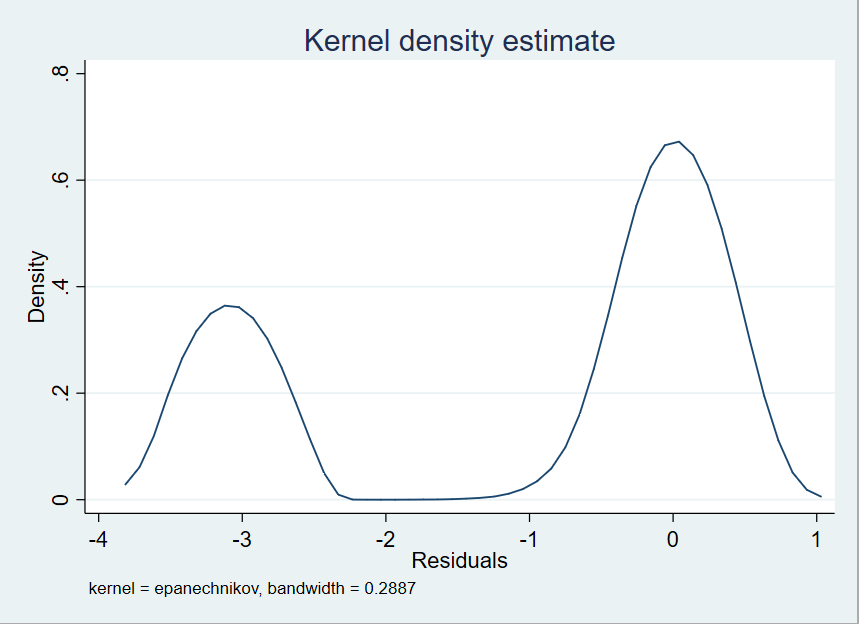 Kernel density estimate
Density
.8
.6
.4
.2
0
-4 -3 -2 -1 0 1
Residuals
kernel = epanechnikov, bandwidth = 0.2887